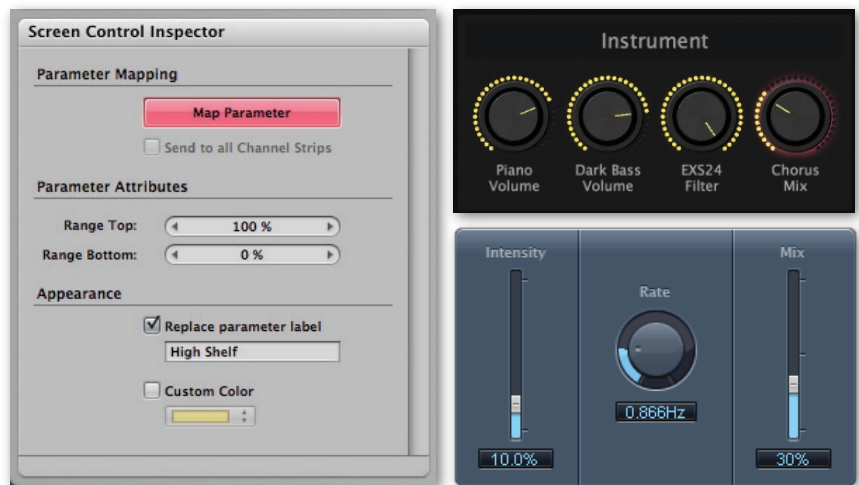 Screen Control Inspector
Parameter Mapping
Map Parameter
Send to all Channel Strips
Parameter Attributes
Range Top: 100 %
Range Bottom: 0 %
Appearance
Replace parameter label
High Shelf
Custom Color
Instrument
Piano Volume
Dark Bass Volume
EXS24 Filter
Chorus Mix
Intensity
10.0%
Rate
0.866Hz
Mix
30%